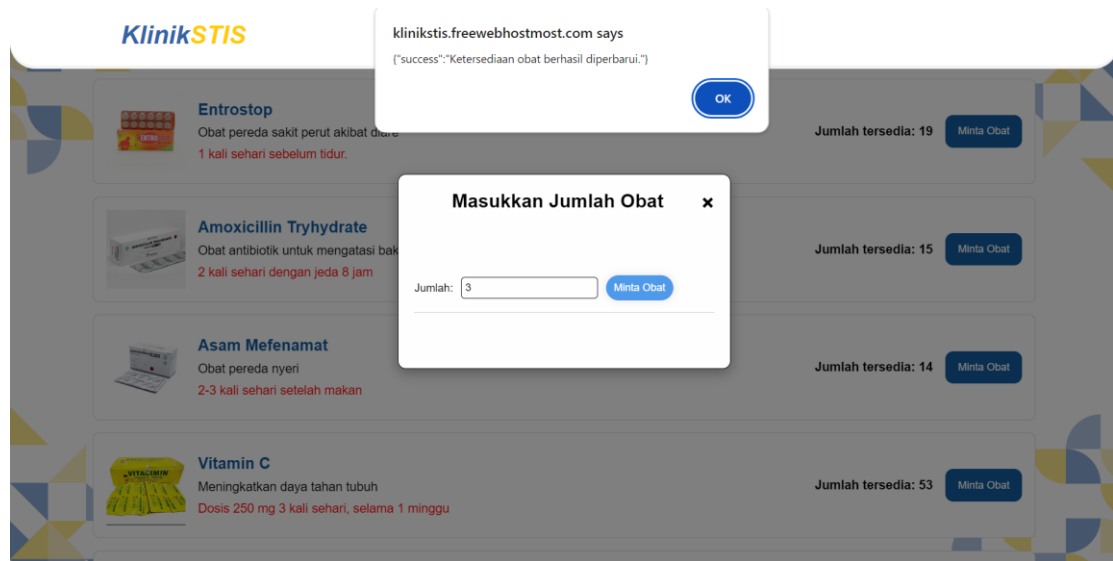 KlinikSTIS
klinikstis.freewebhostmost.com says
{"success":"Ketersediaan obat berhasil diperbarui."}
OK
Entrostop
Obat pereda sakit perut akibat diare
1 kali sehari sebelum tidur.
Jumlah tersedia: 19
Minta Obat
Masukkan Jumlah Obat
×
Jumlah: 3
Minta Obat
Amoxicillin Tryhydrate
Obat antibiotik untuk mengatasi bak
2 kali sehari dengan jeda 8 jam
Jumlah tersedia: 15
Minta Obat
Asam Mefenamat
Obat pereda nyeri
2-3 kali sehari setelah makan
Jumlah tersedia: 14
Minta Obat
Vitamin C
Meningkatkan daya tahan tubuh
Dosis 250 mg 3 kali sehari, selama 1 minggu
Jumlah tersedia: 53
Minta Obat
VITACIMIN